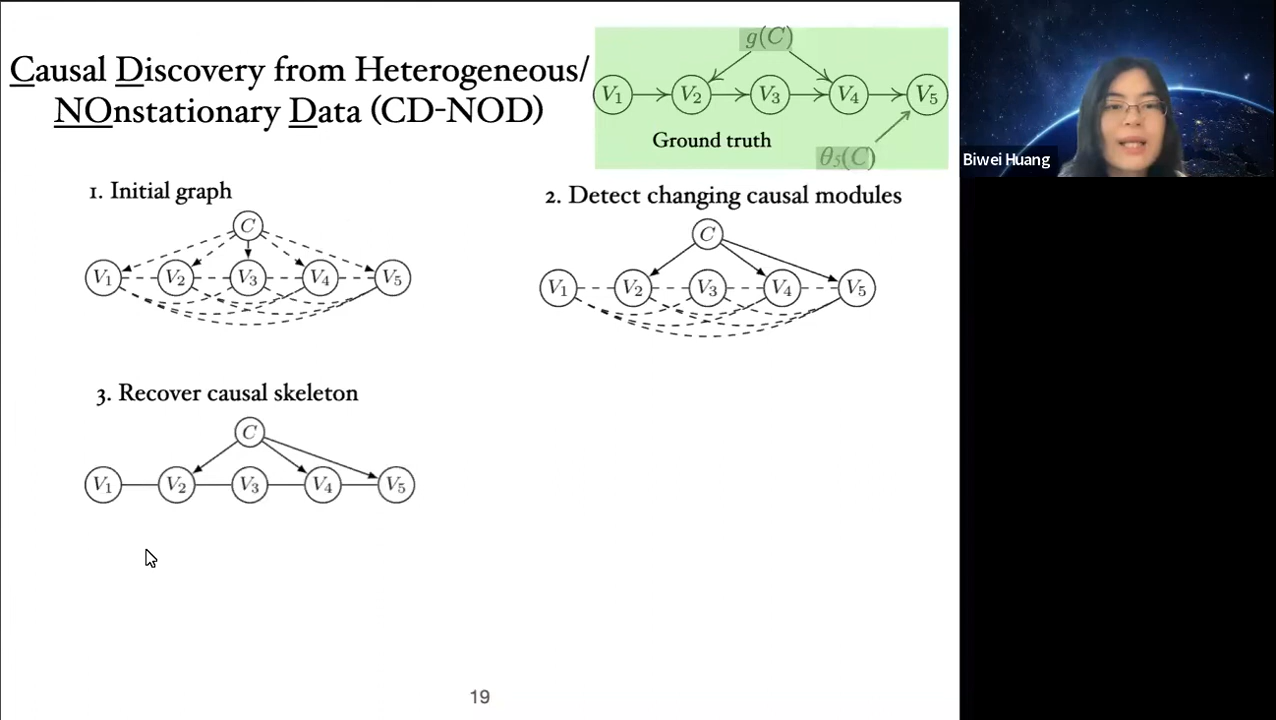 Causal Discovery from Heterogeneous/
NOnstationary Data (CD-NOD)
g(C)
V1 V2 V3 V4 V5
Ground truth
θ5(C)
Biwei Huang
1. Initial graph
C
V1 V2 V3 V4 V5
2. Detect changing causal modules
C
V1 V2 V3 V4 V5
3. Recover causal skeleton
C
V1 V2 V3 V4 V5
19